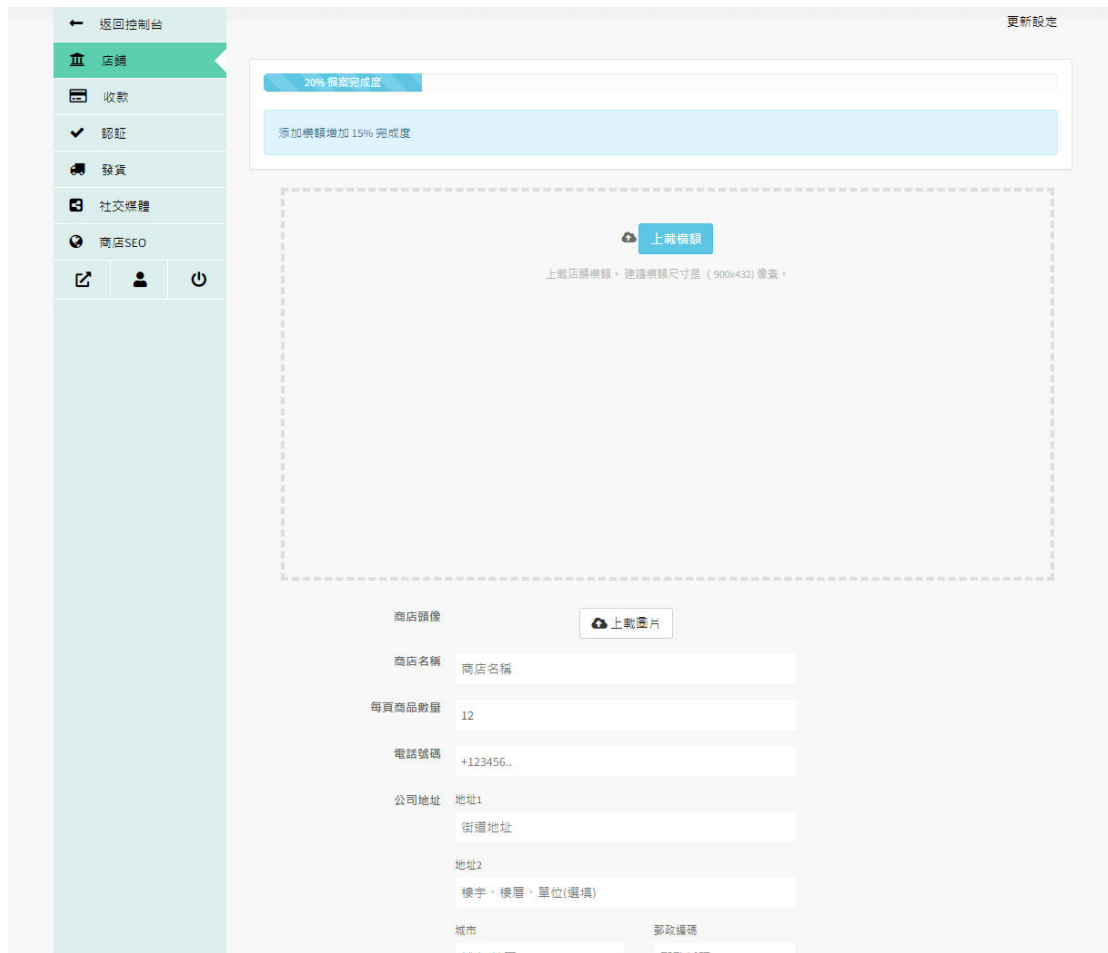 返回控制台
更新設定
店鋪
收款
認証
發貨
社交媒體
商店SEO
20% 檔案完成度
添加橫額增加 15% 完成度
上載橫額
上載店舖橫額。 建議橫額尺寸是 ( 900x432) 像素。
商店頭像
上載圖片
商店名稱
商店名稱
每頁商品數量
12
電話號碼
+123456..
公司地址
地址1
街道地址
地址2
樓宇、樓層、單位(選填)
城市
郵政編碼